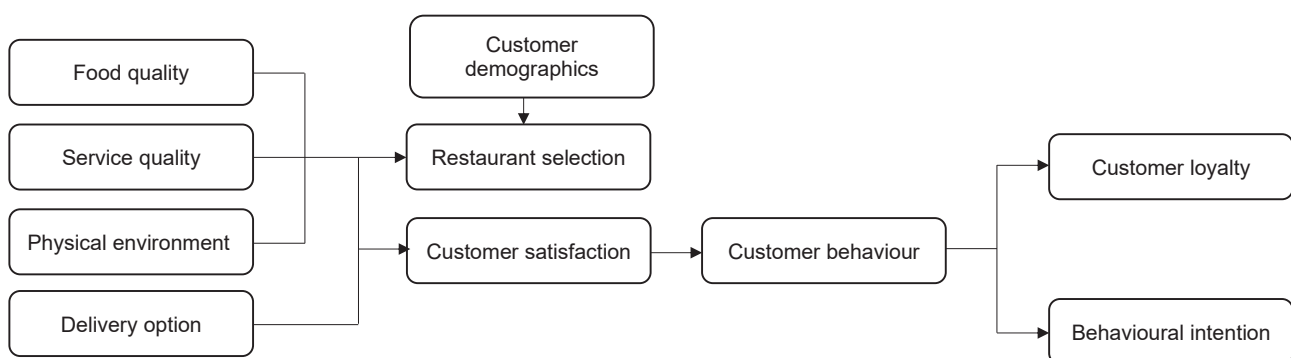 Food quality
Service quality
Physical environment
Delivery option
Customer
demographics
Restaurant selection
Customer satisfaction
Customer behaviour
Customer loyalty
Behavioural intention